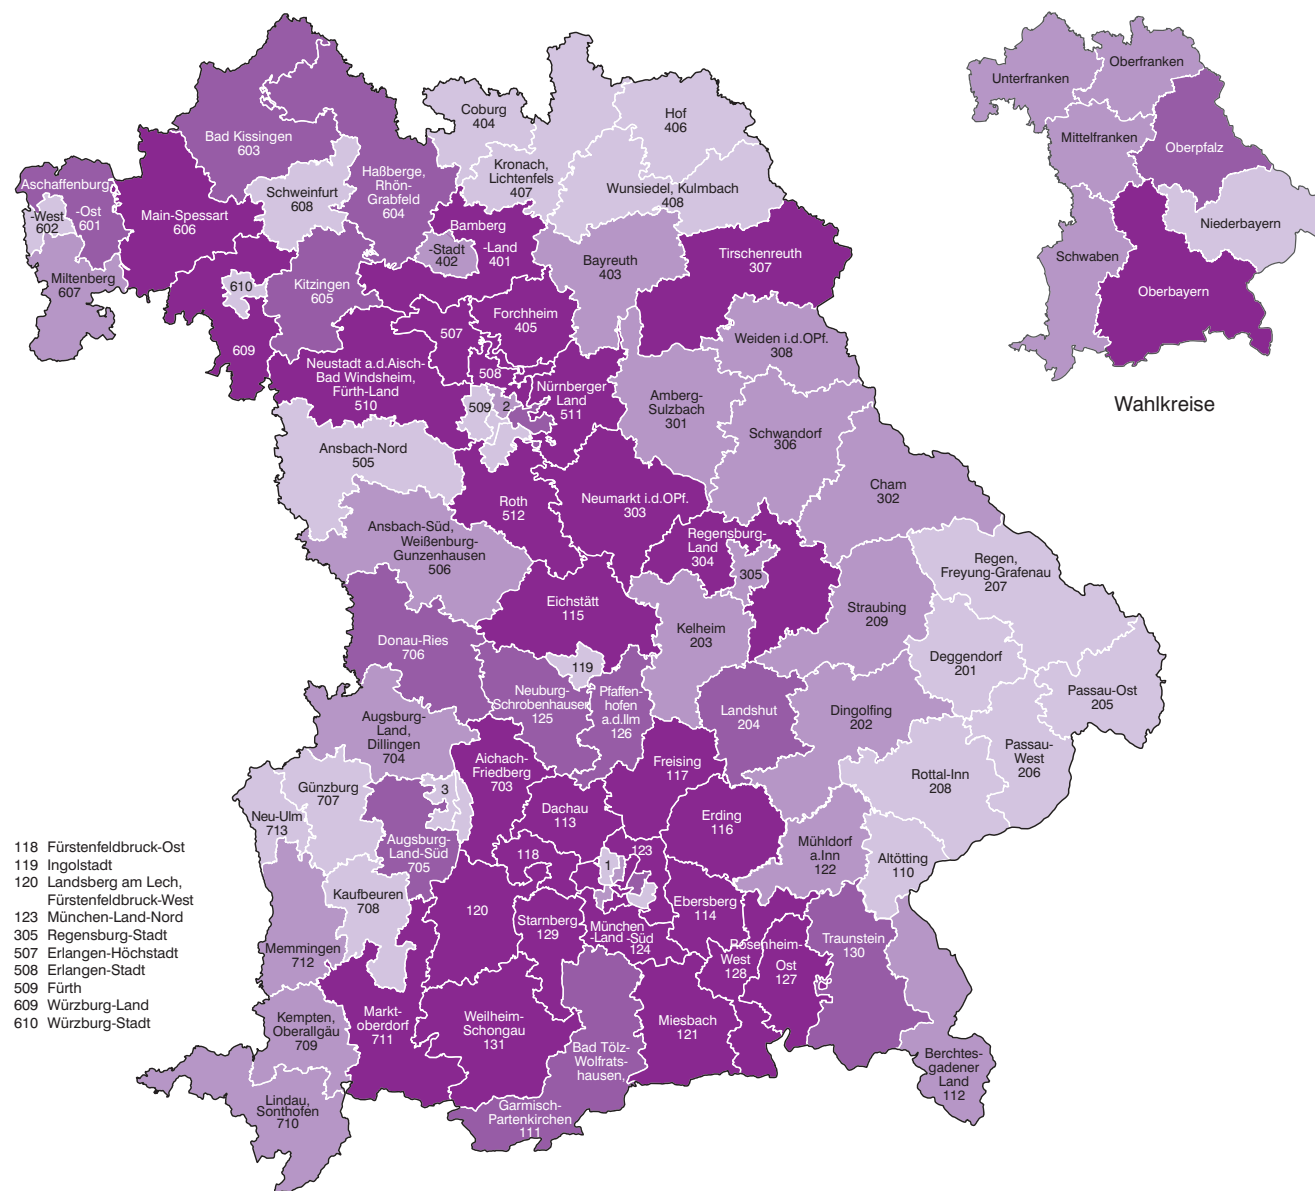 Coburg
404
Hof
406
Bad Kissingen
603
Kronach,
Lichtenfels
407
Haßberge,
Rhön-
Grabfeld
604
Wunsiedel, Kulmbach
408
Aschaffenburg
-Ost
601
-West
602
Schweinfurt
608
Main-Spessart
606
Bamberg
-Land
401
-Stadt
402
Bayreuth
403
Tirschenreuth
307
Miltenberg
607
610
Kitzingen
605
Forchheim
405
507
609
Weiden i.d.OPf.
308
Neustadt a.d.Aisch-
Bad Windsheim,
Fürth-Land
510
508
509
2
Nürnberger
Land
511
Amberg-
Sulzbach
301
Schwandorf
306
Ansbach-Nord
505
Cham
302
Roth
512
Neumarkt i.d.OPf.
303
Ansbach-Süd,
Weißenburg-
Gunzenhausen
506
Regensburg-
Land
304
305
Regen,
Freyung-Grafenau
207
Eichstätt
115
Straubing
209
Kelheim
203
Donau-Ries
706
Deggendorf
201
119
Passau-Ost
205
Neuburg-
Schrobenhausen
125
Pfaffen-
hofen
a.d.Ilm
126
Landshut
204
Dingolfing
202
Augsburg-
Land,
Dillingen
704
Passau-
West
206
Aichach-
Friedberg
703
Freising
117
Rottal-Inn
208
Günzburg
707
3
Neu-Ulm
713
Dachau
113
Erding
116
Augsburg-
Land-Süd
705
118
1
123
Mühldorf
a.Inn
122
Altötting
110
Kaufbeuren
708
120
Starnberg
129
München
-Land -Süd
124
Ebersberg
114
Rosenheim-
West
128
Ost
127
Traunstein
130
Memmingen
712
Kempten,
Oberallgäu
709
Markt-
oberdorf
711
Weilheim-
Schongau
131
Miesbach
121
Bad Tölz-
Wolfrats-
hausen,
Garmisch-
Partenkirchen
111
Berchtes-
gadener
Land
112
Lindau,
Sonthofen
710
118 Fürstenfeldbruck-Ost
119 Ingolstadt
120 Landsberg am Lech,
Fürstenfeldbruck-West
123 München-Land-Nord
305 Regensburg-Stadt
507 Erlangen-Höchstadt
508 Erlangen-Stadt
509 Fürth
609 Würzburg-Land
610 Würzburg-Stadt
Oberfranken
Unterfranken
Mittelfranken
Oberpfalz
Niederbayern
Schwaben
Oberbayern
Wahlkreise